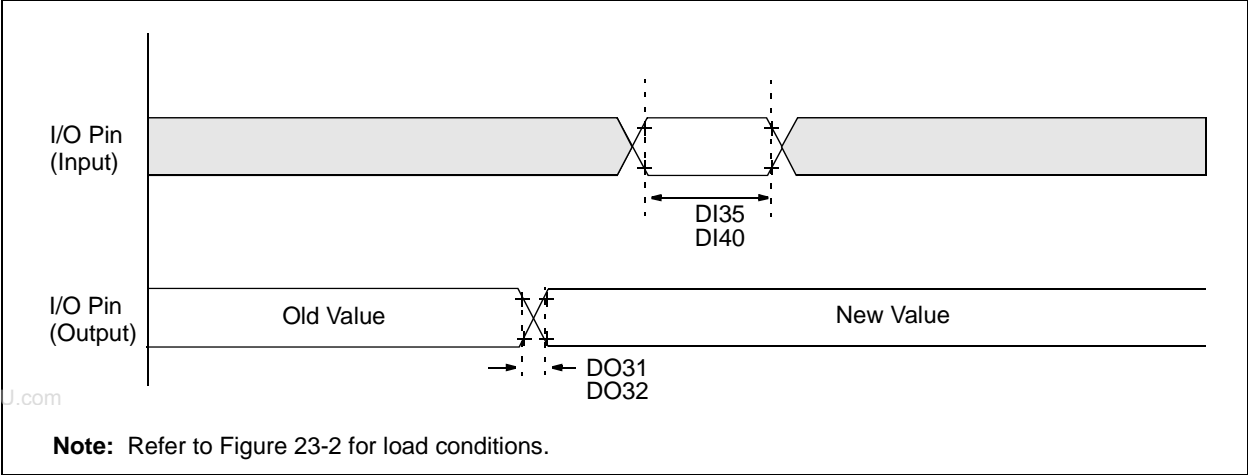 I/O Pin
(Input)
DI35
DI40
I/O Pin
(Output)
Old Value
New Value
DO31
DO32
U.com
Note: Refer to Figure 23-2 for load conditions.